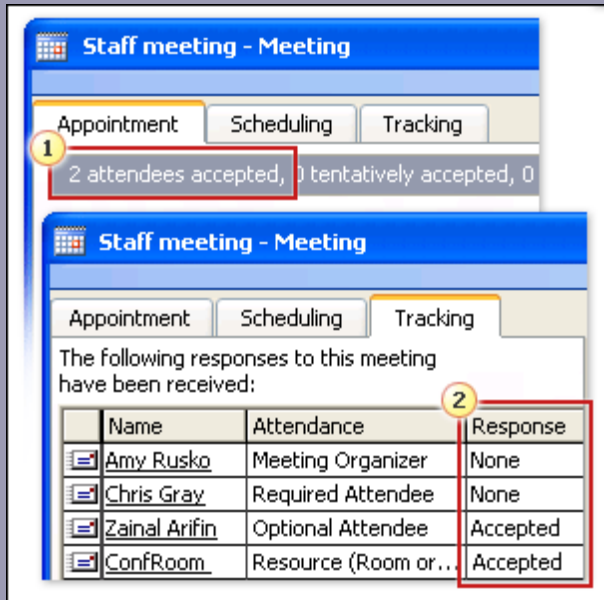 Staff meeting - Meeting
Appointment Scheduling Tracking
1
2 attendees accepted, 0 tentatively accepted, 0
Staff meeting - Meeting
Appointment Scheduling Tracking
The following responses to this meeting
have been received:
2
Name Attendance Response
Amy Rusko Meeting Organizer None
Chris Gray Required Attendee None
Zainal Arifin Optional Attendee Accepted
ConfRoom Resource (Room or... Accepted